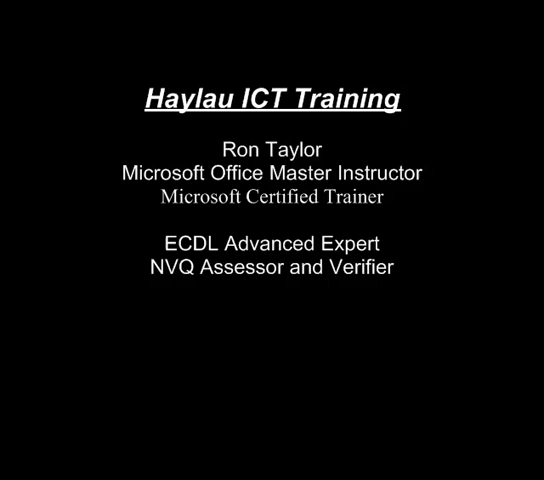 Haylau ICT Training
Ron Taylor
Microsoft Office Master Instructor
Microsoft Certified Trainer
ECDL Advanced Expert
NVQ Assessor and Verifier